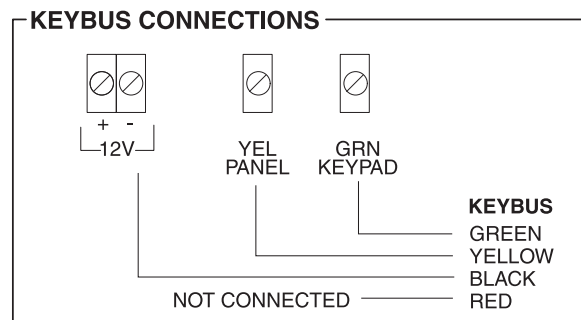 KEYBUS CONNECTIONS
+ -
12V
YEL PANEL
GRN KEYPAD
KEYBUS
GREEN
YELLOW
BLACK
NOT CONNECTED RED